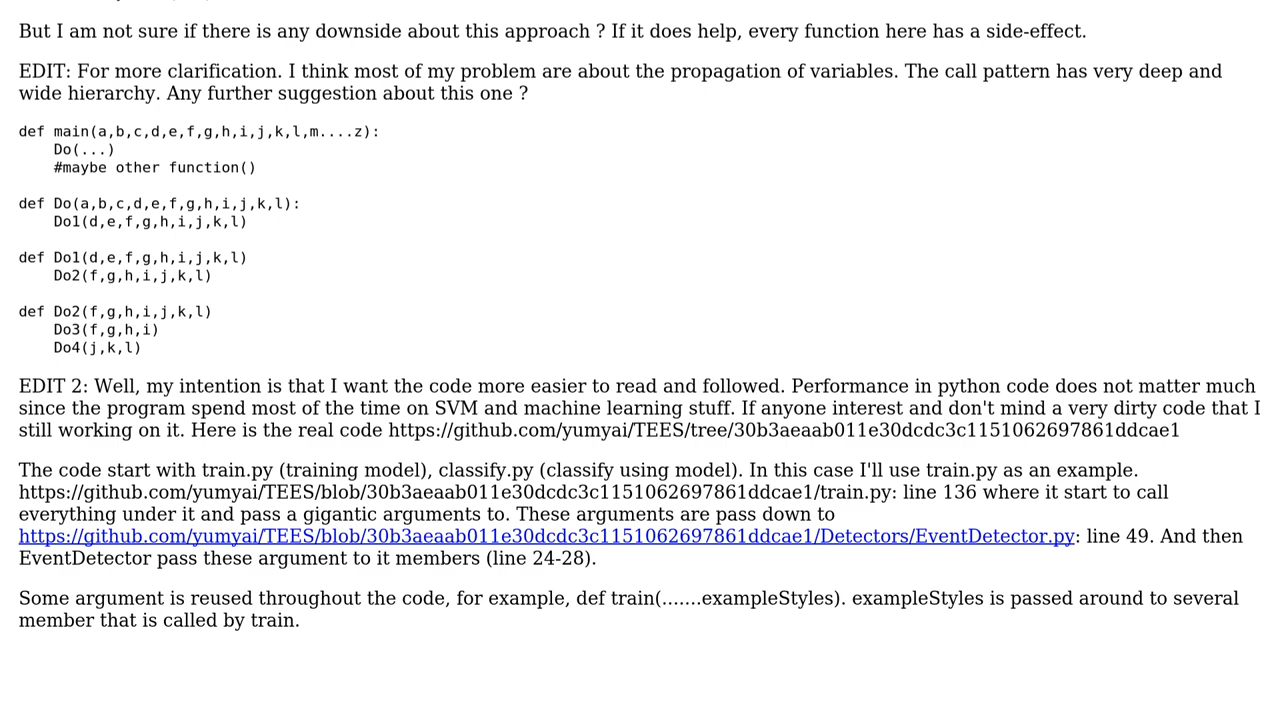 But I am not sure if there is any downside about this approach ? If it does help, every function here has a side-effect.
EDIT: For more clarification. I think most of my problem are about the propagation of variables. The call pattern has very deep and
wide hierarchy. Any further suggestion about this one ?
def main(a,b,c,d,e,f,g,h,i,j,k,l,m....z):
    Do(...)
    #maybe other function()
def Do(a,b,c,d,e,f,g,h,i,j,k,l):
    Do1(d,e,f,g,h,i,j,k,l)
def Do1(d,e,f,g,h,i,j,k,l)
    Do2(f,g,h,i,j,k,l)
def Do2(f,g,h,i,j,k,l)
    Do3(f,g,h,i)
    Do4(j,k,l)
EDIT 2: Well, my intention is that I want the code more easier to read and followed. Performance in python code does not matter much
since the program spend most of the time on SVM and machine learning stuff. If anyone interest and don't mind a very dirty code that I
still working on it. Here is the real code https://github.com/yumyai/TEES/tree/30b3aeaab011e30dcdc3c1151062697861ddcae1
The code start with train.py (training model), classify.py (classify using model). In this case I'll use train.py as an example.
https://github.com/yumyai/TEES/blob/30b3aeaab011e30dcdc3c1151062697861ddcae1/train.py: line 136 where it start to call
everything under it and pass a gigantic arguments to. These arguments are pass down to
https://github.com/yumyai/TEES/blob/30b3aeaab011e30dcdc3c1151062697861ddcae1/Detectors/EventDetector.py: line 49. And then
EventDetector pass these argument to it members (line 24-28).
Some argument is reused throughout the code, for example, def train(.......exampleStyles). exampleStyles is passed around to several
member that is called by train.